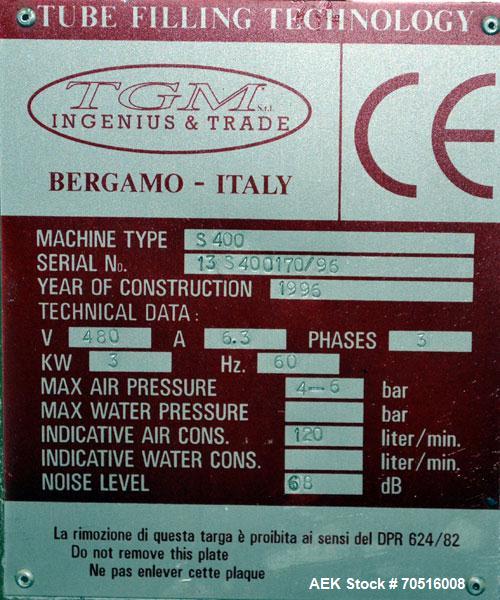 TUBE FILLING TECHNOLOGY
TGM S.r.l.
INGENIUS & TRADE
BERGAMO - ITALY
CE
MACHINE TYPE S 400
SERIAL No. 13 S400170/96
YEAR OF CONSTRUCTION 1996
TECHNICAL DATA :
V 480 A 6.3 PHASES 3
KW 3 Hz. 60
MAX AIR PRESSURE 4-6 bar
MAX WATER PRESSURE bar
INDICATIVE AIR CONS. 120 liter/min.
INDICATIVE WATER CONS. liter/min.
NOISE LEVEL 68 dB
La rimozione di questa targa è proibita ai sensi del DPR 624/82
Do not remove this plate
Ne pas enlever cette plaque
AEK Stock # 70516008